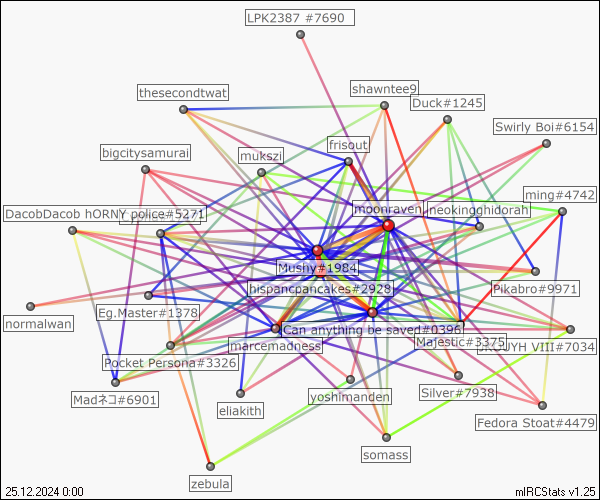 LPK2387 #7690
thesecondtwat
shawntee9
Duck#1245
Swirly Boi#6154
frisout
bigcitysamurai
mukszi
ming#4742
moonraven
neokingghidorah
DacobDacob hORNY police#5271
Musny#1984
hispancpancakes#2928
Pikabro#9971
Eg.Master#1378
normalwan
Can anything be saved#0396
marcemadness
Majestic#3375
VIII#7034
Pocket Persona#3326
Madネコ#6901
eliakith
yoshimanden
Silver#7938
Fedora Stoat#4479
somass
zebula
25.12.2024 0:00
mIRCStats v1.25